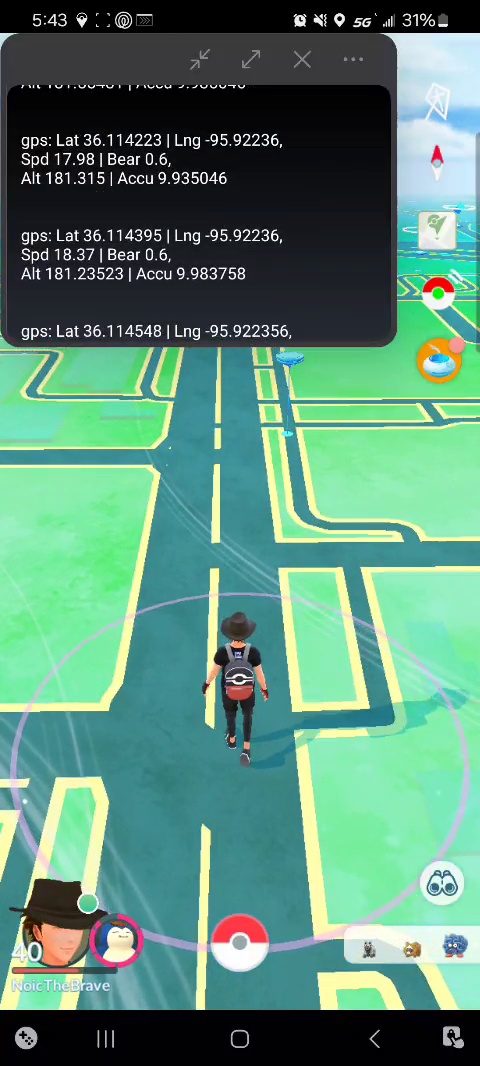 5:43
5G 31%
gps: Lat 36.114223 | Lng -95.92236,
Spd 17.98 | Bear 0.6,
Alt 181.315 | Accu 9.935046
gps: Lat 36.114395 | Lng -95.92236,
Spd 18.37 | Bear 0.6,
Alt 181.23523 | Accu 9.983758
gps: Lat 36.114548 | Lng -95.922356,
40
NoicTheBrave